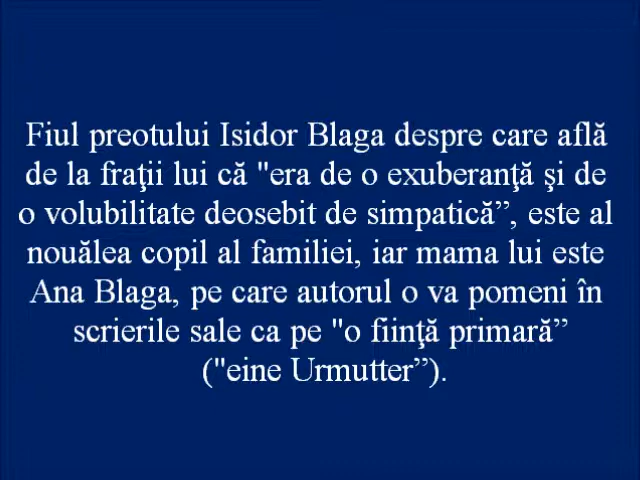 Fiul preotului Isidor Blaga despre care află
de la fraţii lui că "era de o exuberanţă şi de
o volubilitate deosebit de simpatică”, este al
nouălea copil al familiei, iar mama lui este
Ana Blaga, pe care autorul o va pomeni în
scrierile sale ca pe "o fiinţă primară”
("eine Urmutter”).